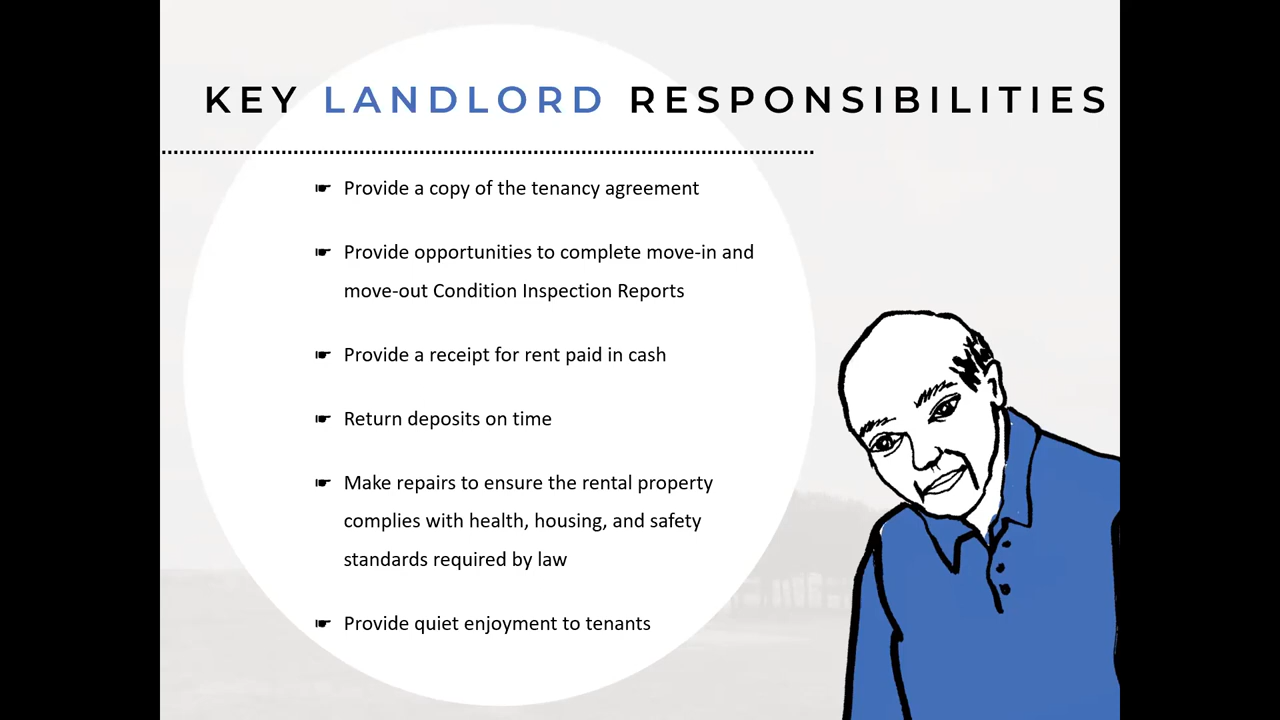 KEY LANDLORD RESPONSIBILITIES
☛ Provide a copy of the tenancy agreement
☛ Provide opportunities to complete move-in and
move-out Condition Inspection Reports
☛ Provide a receipt for rent paid in cash
☛ Return deposits on time
☛ Make repairs to ensure the rental property
complies with health, housing, and safety
standards required by law
☛ Provide quiet enjoyment to tenants